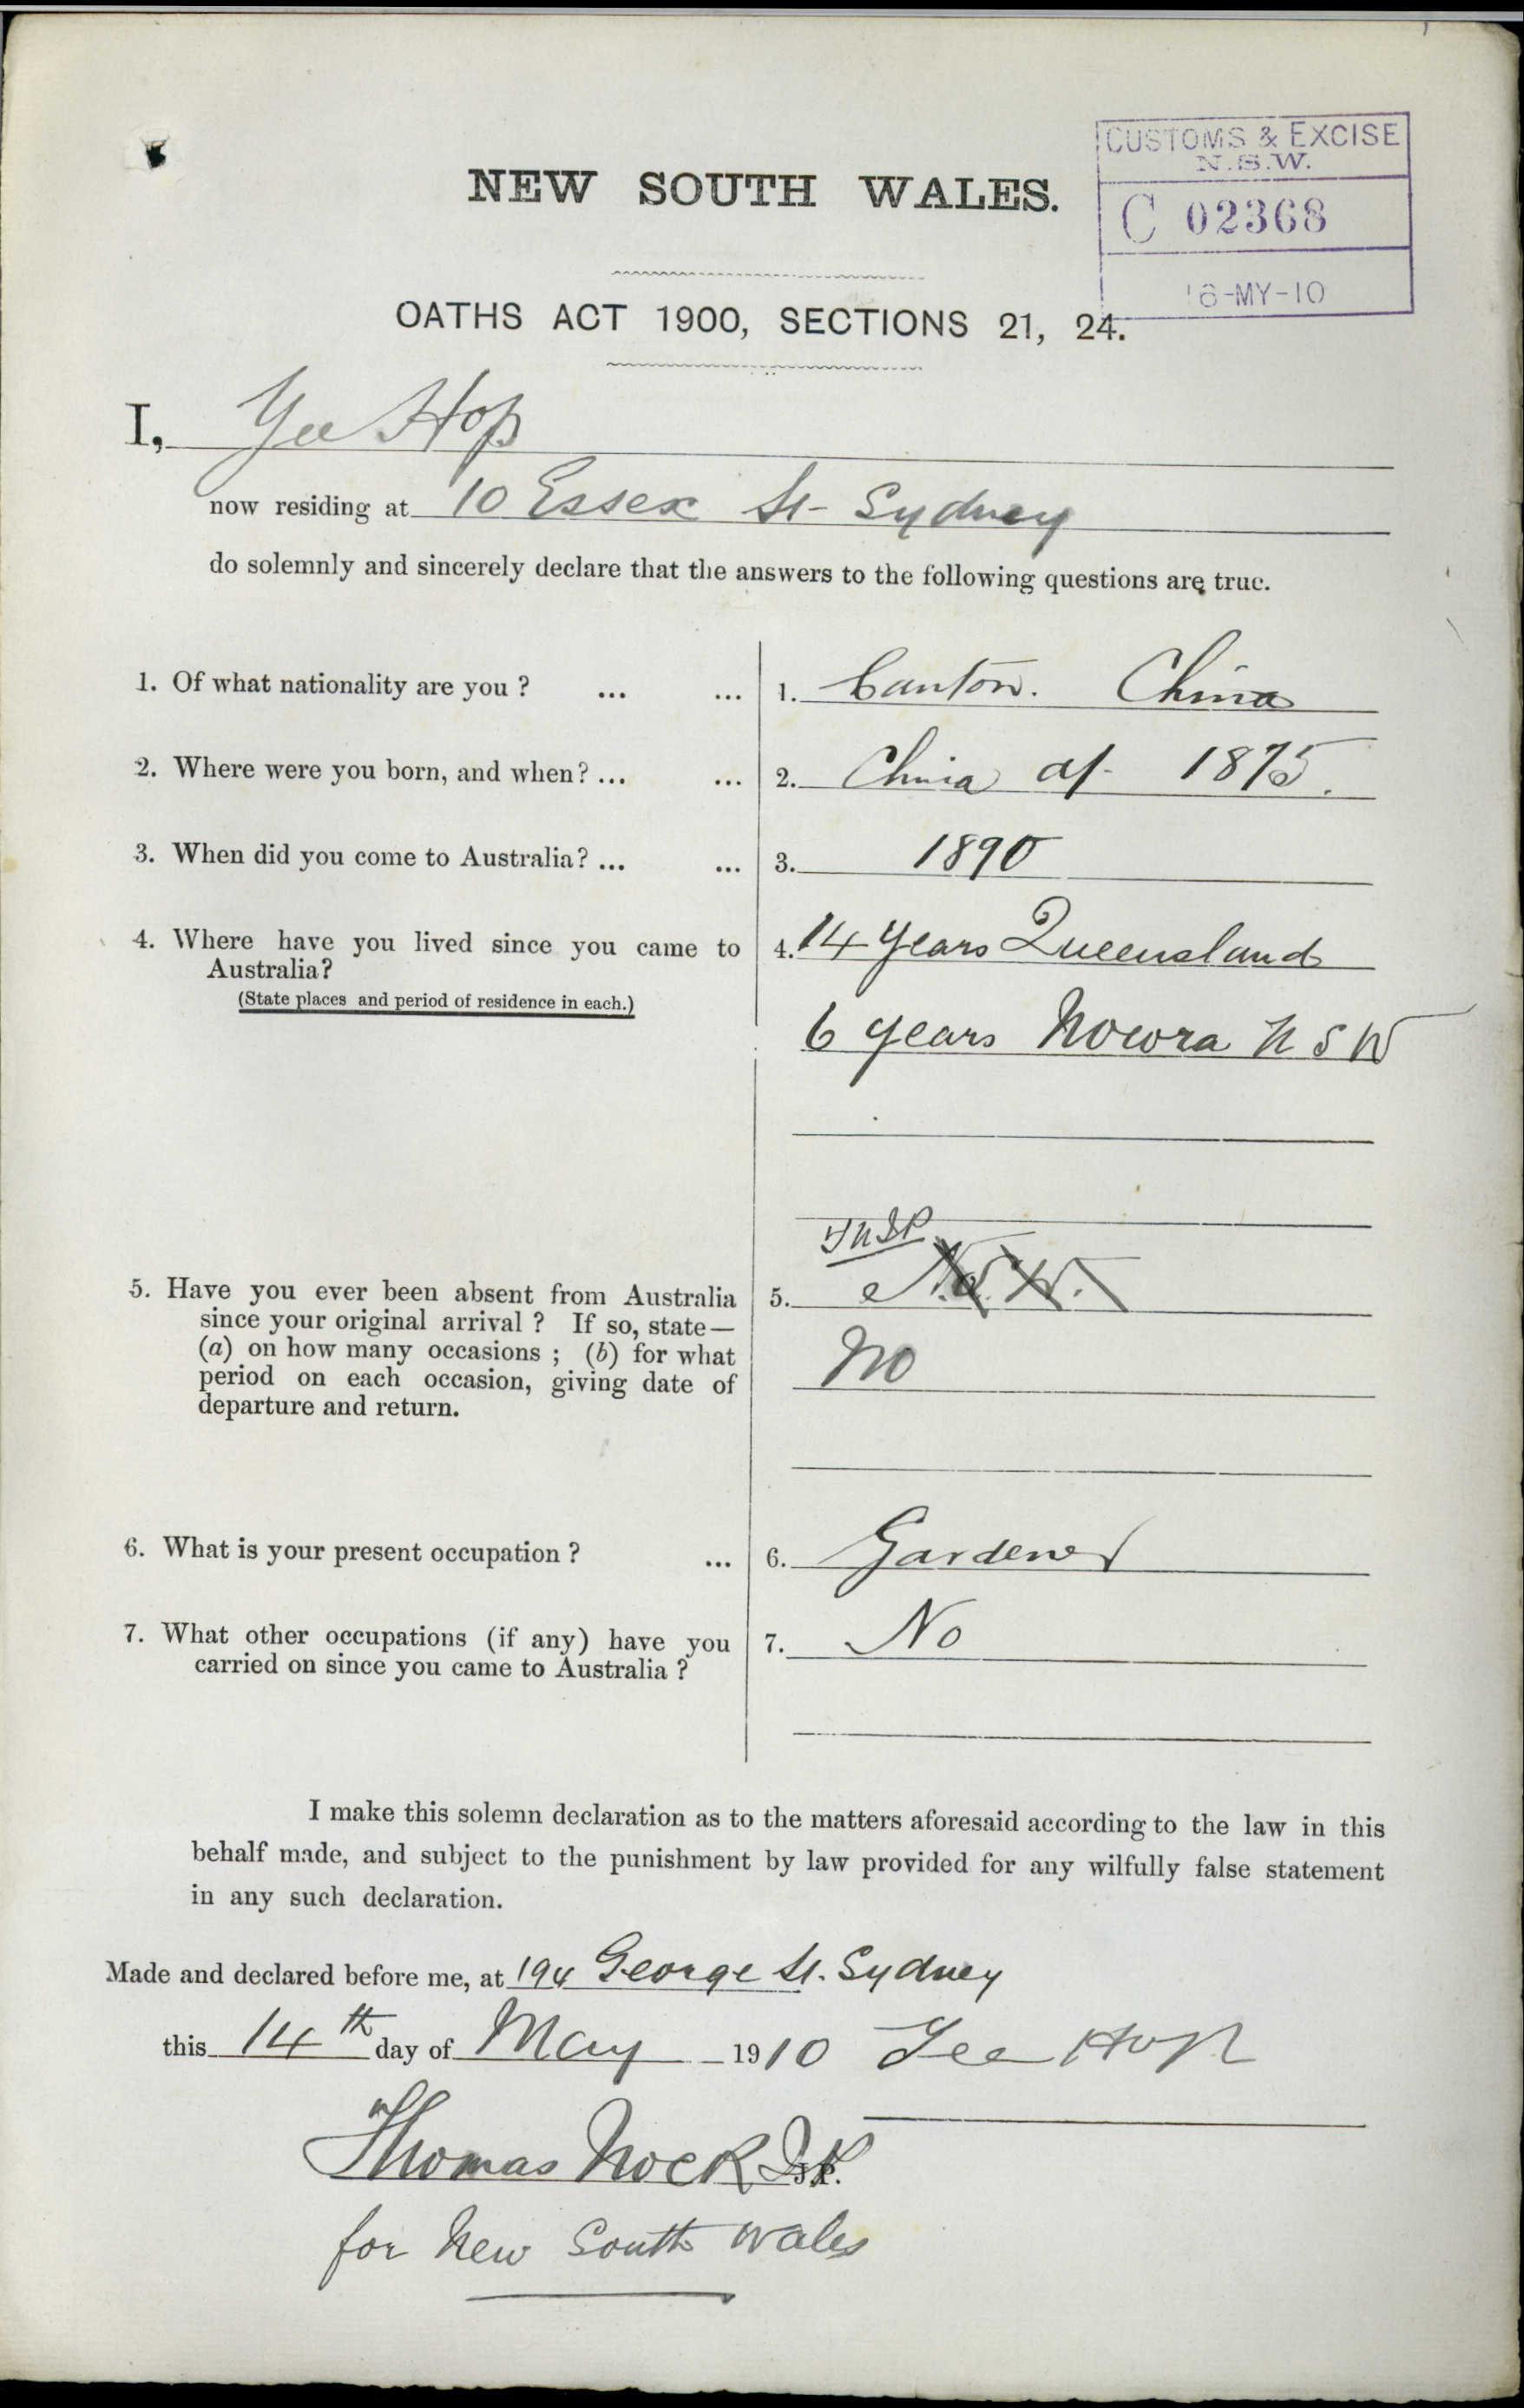 CUSTOMS & EXCISE
N.S.W.
C 02368
16-MY-10
NEW SOUTH WALES.
OATHS ACT 1900, SECTIONS 21, 24.
I, Yee Hop
now residing at 10 Essex St- Sydney
do solemnly and sincerely declare that the answers to the following questions are true.
1. Of what nationality are you ? ... ... 1. Canton. China
2. Where were you born, and when? ... ... 2. China 1875.
3. When did you come to Australia? ... ... 3. 1890
4. Where have you lived since you came to 4. 14 years Queensland
Australia?
(State places and period of residence in each.)
6 years Nowra N S W
TN JP
5. Have you ever been absent from Australia 5.
since your original arrival ? If so, state—
(a) on how many occasions ; (b) for what No
period on each occasion, giving date of
departure and return.
6. What is your present occupation ? ... 6. Gardener
7. What other occupations (if any) have you 7. No
carried on since you came to Australia ?
I make this solemn declaration as to the matters aforesaid according to the law in this
behalf made, and subject to the punishment by law provided for any wilfully false statement
in any such declaration.
Made and declared before me, at 194 George St. Sydney
this 14th day of May 1910 Yee Hop
Thomas Nock JP J.P.
for New South Wales